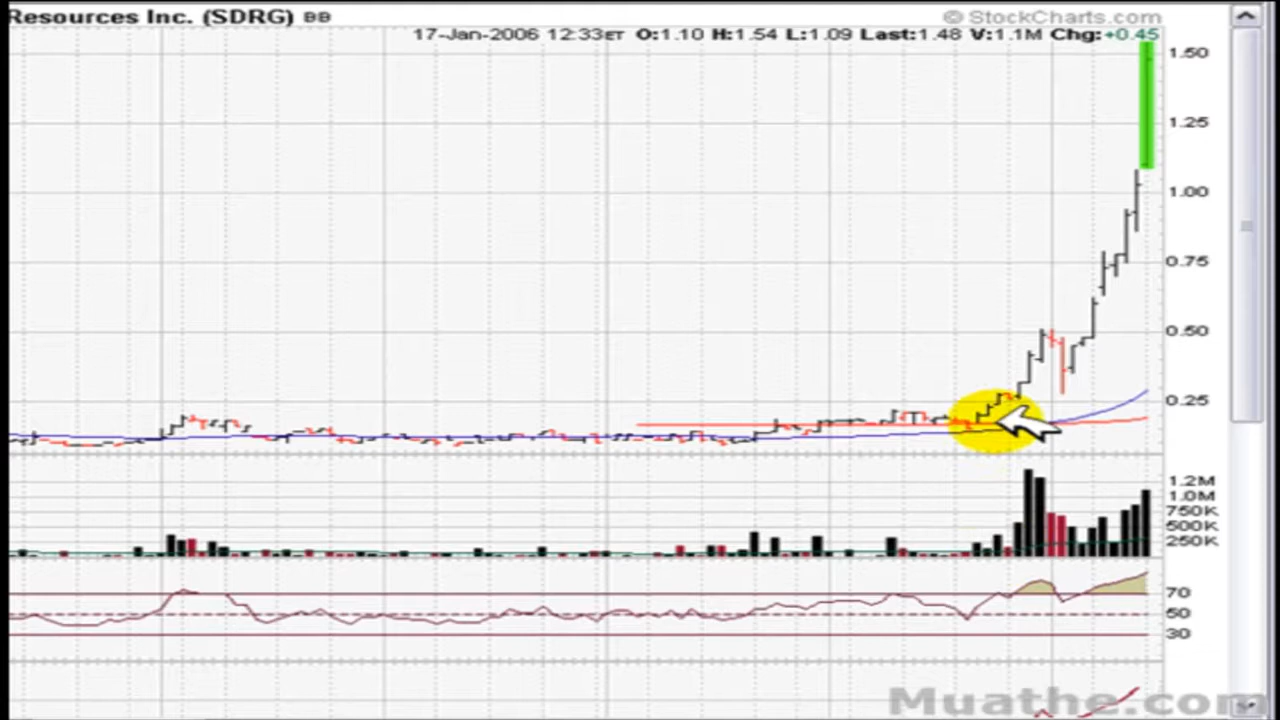 Resources Inc. (SDRG) BB
© StockCharts.com
17-Jan-2006 12:33ET O:1.10 H:1.54 L:1.09 Last:1.48 V:1.1M Chg:+0.45
1.50
1.25
1.00
0.75
0.50
0.25
1.2M
1.0M
750K
500K
250K
70
50
30
Muathe.com